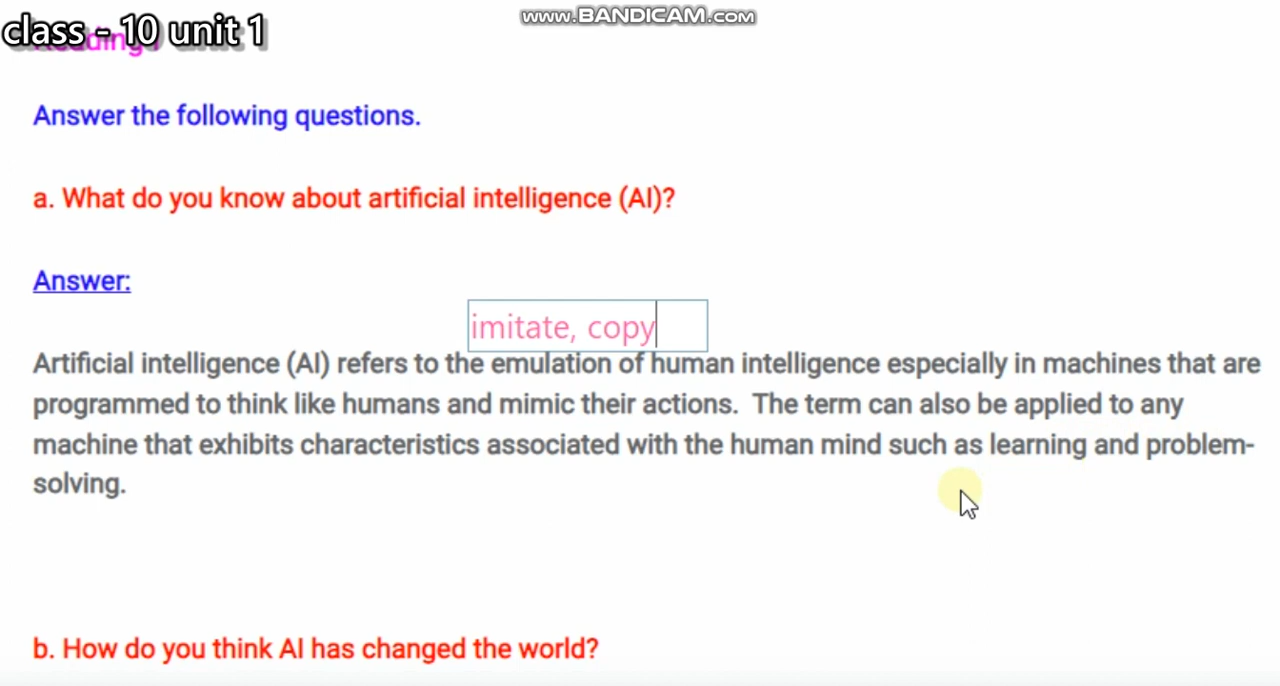 www.BANDICAM.com
class - 10 unit 1
Answer the following questions.
a. What do you know about artificial intelligence (AI)?
Answer:
imitate, copy
Artificial intelligence (AI) refers to the emulation of human intelligence especially in machines that are
programmed to think like humans and mimic their actions. The term can also be applied to any
machine that exhibits characteristics associated with the human mind such as learning and problem-
solving.
b. How do you think AI has changed the world?